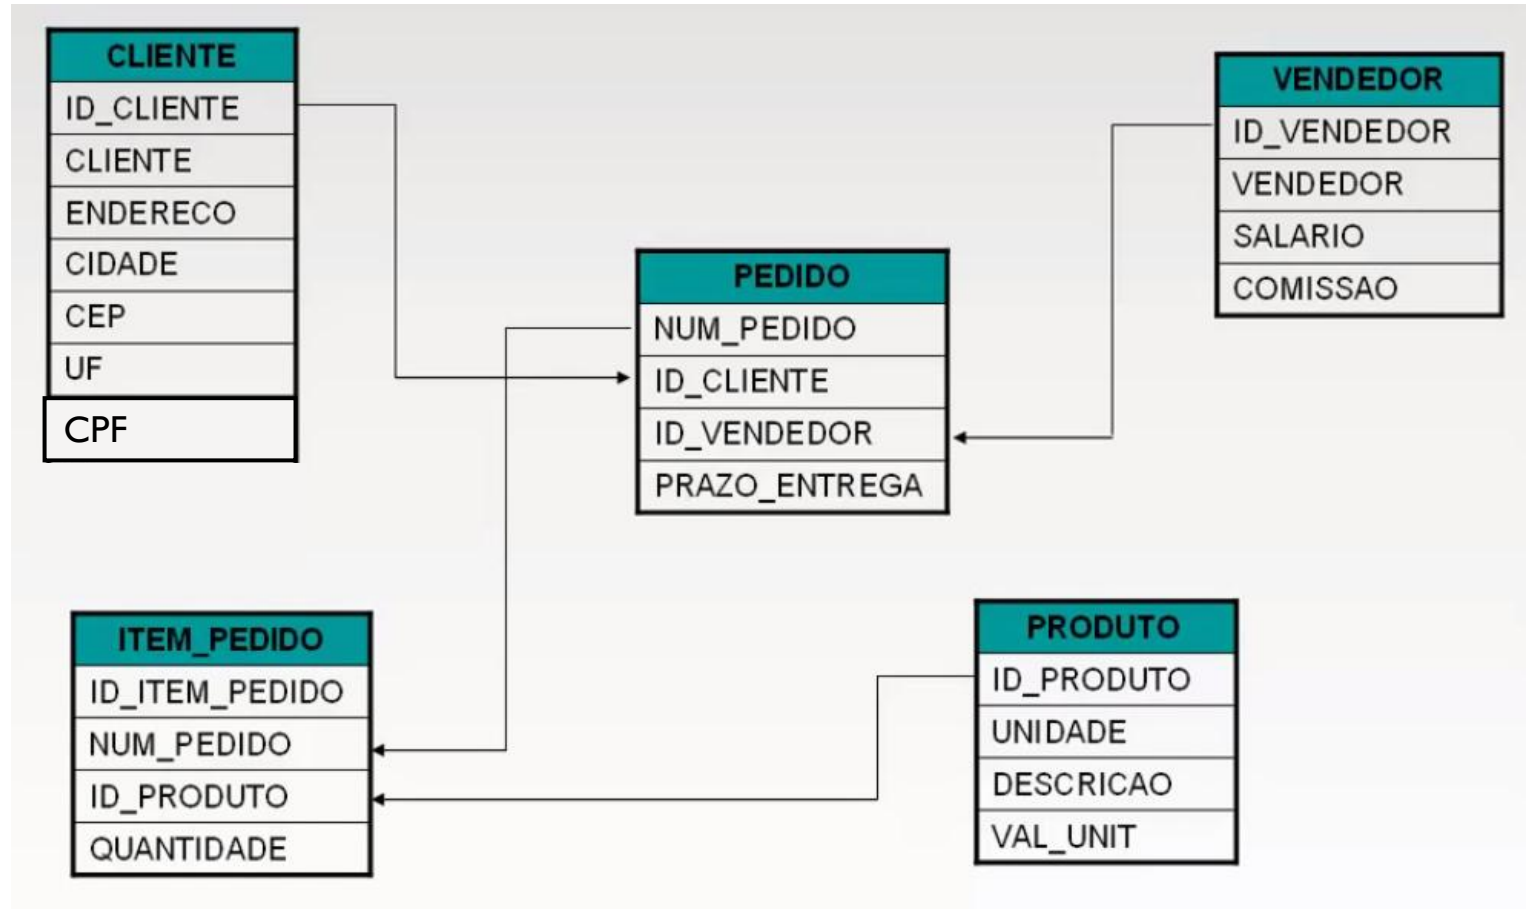 CLIENTE
ID_CLIENTE
CLIENTE
ENDERECO
CIDADE
CEP
UF
CPF
VENDEDOR
ID_VENDEDOR
VENDEDOR
SALARIO
COMISSAO
PEDIDO
NUM_PEDIDO
ID_CLIENTE
ID_VENDEDOR
PRAZO_ENTREGA
ITEM_PEDIDO
ID_ITEM_PEDIDO
NUM_PEDIDO
ID_PRODUTO
QUANTIDADE
PRODUTO
ID_PRODUTO
UNIDADE
DESCRICAO
VAL_UNIT